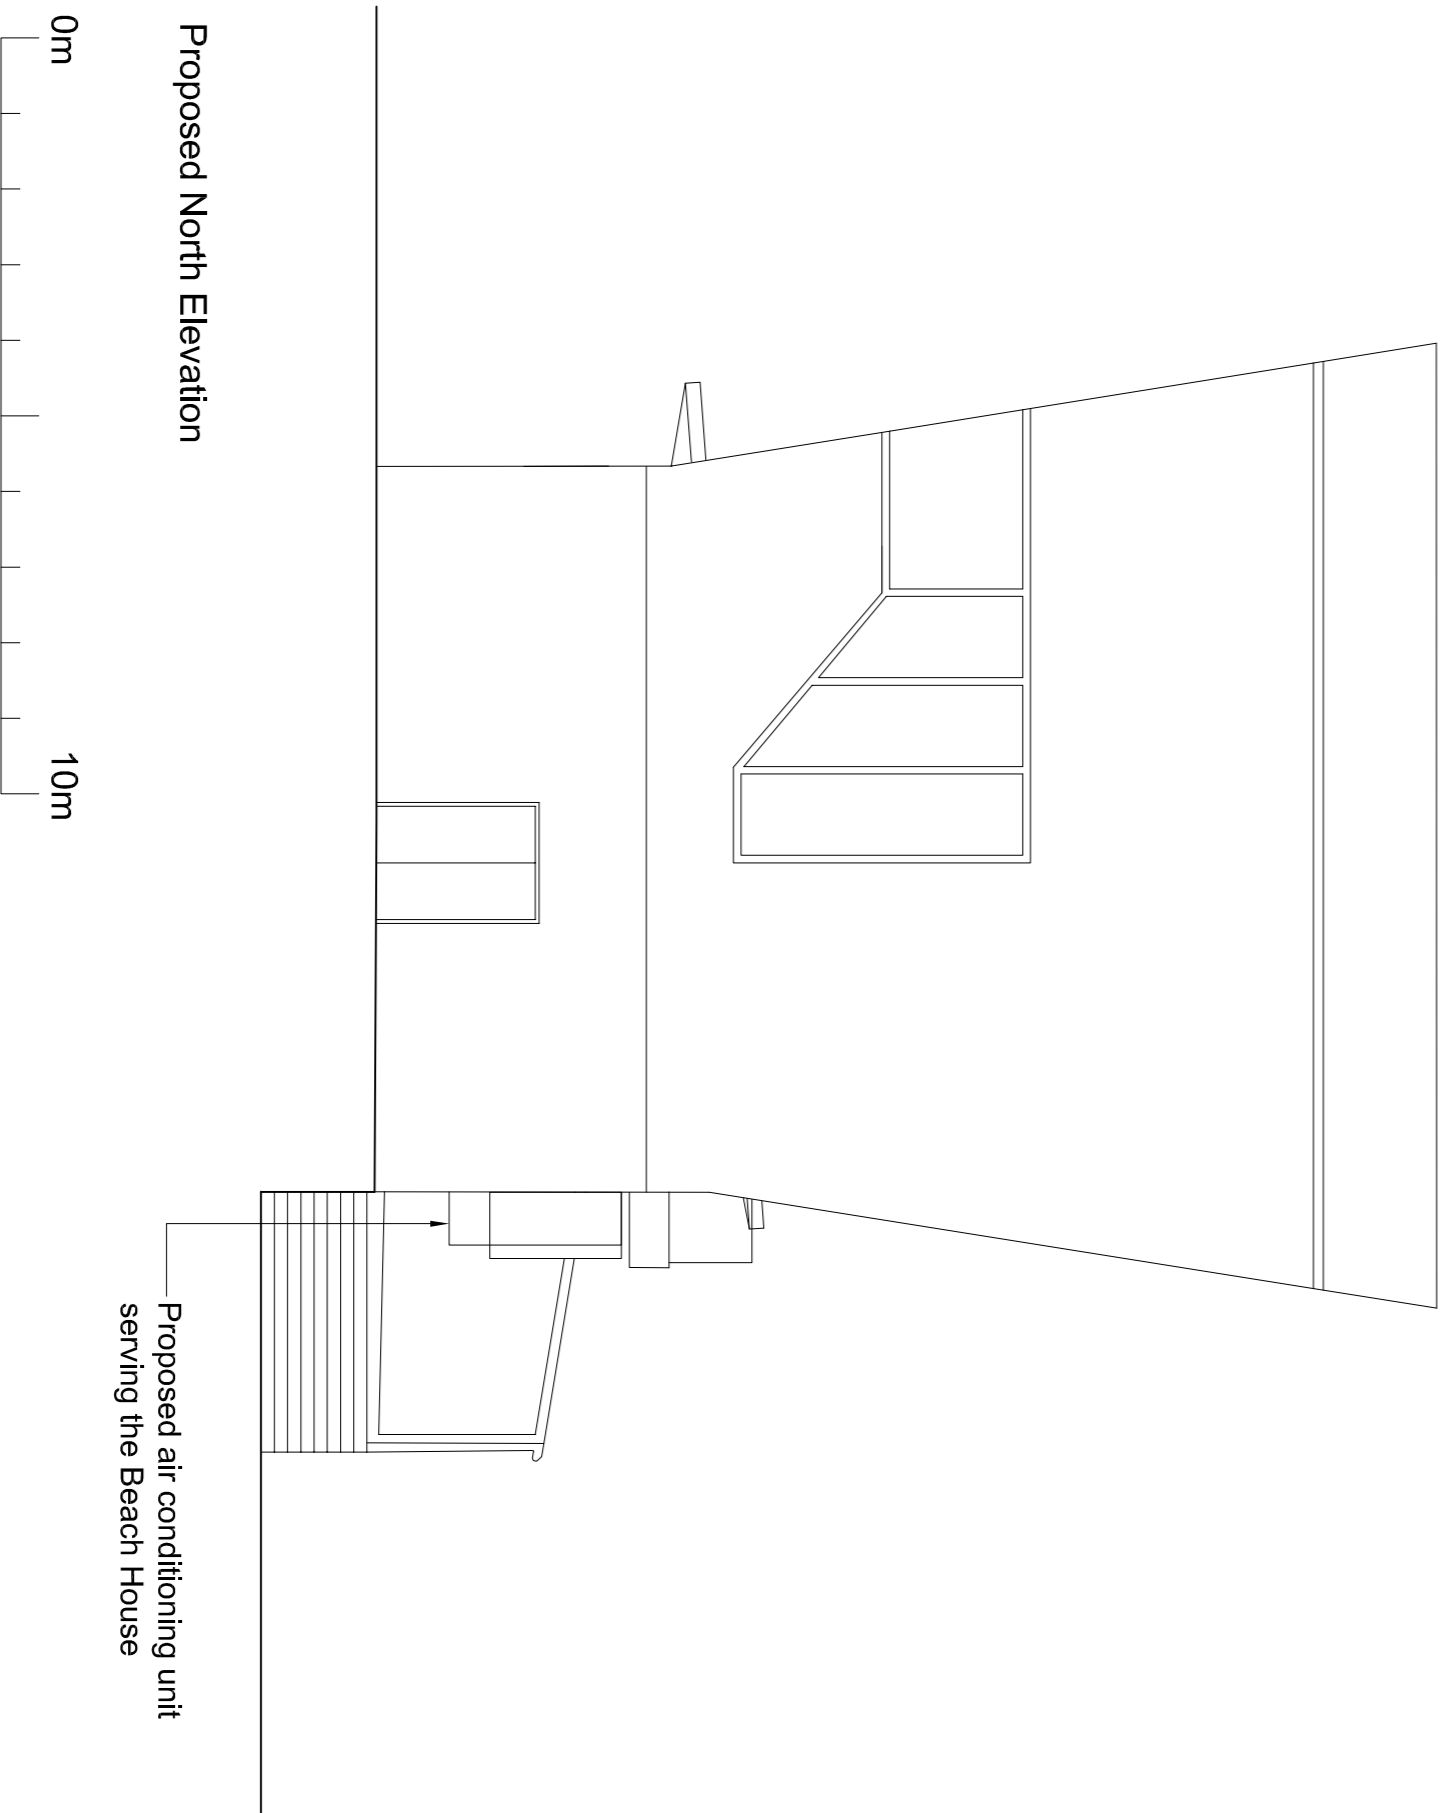 Proposed air conditioning unit
serving the Beach House
Proposed North Elevation
0m
10m